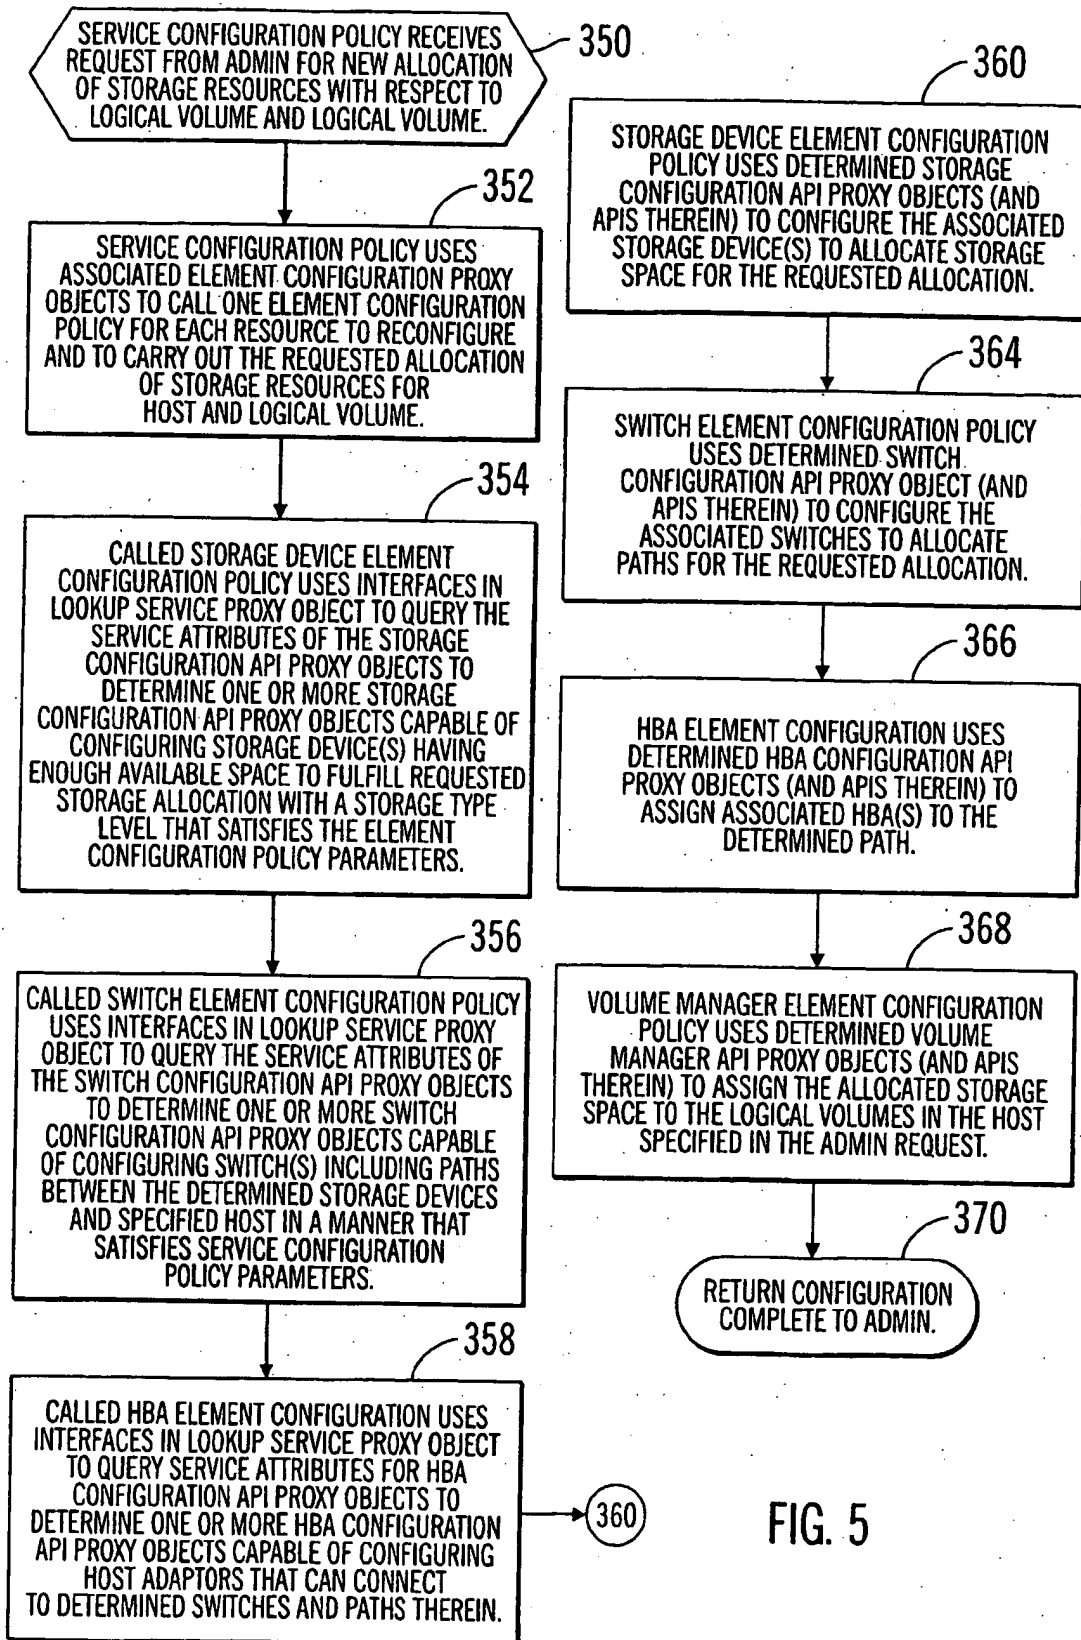 SERVICE CONFIGURATION POLICY RECEIVES
REQUEST FROM ADMIN FOR NEW ALLOCATION
OF STORAGE RESOURCES WITH RESPECT TO
LOGICAL VOLUME AND LOGICAL VOLUME.
350
352
SERVICE CONFIGURATION POLICY USES
ASSOCIATED ELEMENT CONFIGURATION PROXY
OBJECTS TO CALL ONE ELEMENT CONFIGURATION
POLICY FOR EACH RESOURCE TO RECONFIGURE
AND TO CARRY OUT THE REQUESTED ALLOCATION
OF STORAGE RESOURCES FOR
HOST AND LOGICAL VOLUME.
354
CALLED STORAGE DEVICE ELEMENT
CONFIGURATION POLICY USES INTERFACES IN
LOOKUP SERVICE PROXY OBJECT TO QUERY THE
SERVICE ATTRIBUTES OF THE STORAGE
CONFIGURATION API PROXY OBJECTS TO
DETERMINE ONE OR MORE STORAGE
CONFIGURATION API PROXY OBJECTS CAPABLE OF
CONFIGURING STORAGE DEVICE(S) HAVING
ENOUGH AVAILABLE SPACE TO FULFILL REQUESTED
STORAGE ALLOCATION WITH A STORAGE TYPE
LEVEL THAT SATISFIES THE ELEMENT
CONFIGURATION POLICY PARAMETERS.
356
CALLED SWITCH ELEMENT CONFIGURATION POLICY
USES INTERFACES IN LOOKUP SERVICE PROXY
OBJECT TO QUERY THE SERVICE ATTRIBUTES OF
THE SWITCH CONFIGURATION API PROXY OBJECTS
TO DETERMINE ONE OR MORE SWITCH
CONFIGURATION API PROXY OBJECTS CAPABLE
OF CONFIGURING SWITCH(S) INCLUDING PATHS
BETWEEN THE DETERMINED STORAGE DEVICES
AND SPECIFIED HOST IN A MANNER THAT
SATISFIES SERVICE CONFIGURATION
POLICY PARAMETERS.
358
CALLED HBA ELEMENT CONFIGURATION USES
INTERFACES IN LOOKUP SERVICE PROXY OBJECT
TO QUERY SERVICE ATTRIBUTES FOR HBA
CONFIGURATION API PROXY OBJECTS TO
DETERMINE ONE OR MORE HBA CONFIGURATION
API PROXY OBJECTS CAPABLE OF CONFIGURING
HOST ADAPTORS THAT CAN CONNECT
TO DETERMINED SWITCHES AND PATHS THEREIN.
360
360
STORAGE DEVICE ELEMENT CONFIGURATION
POLICY USES DETERMINED STORAGE
CONFIGURATION API PROXY OBJECTS (AND
APIS THEREIN) TO CONFIGURE THE ASSOCIATED
STORAGE DEVICE(S) TO ALLOCATE STORAGE
SPACE FOR THE REQUESTED ALLOCATION.
364
SWITCH ELEMENT CONFIGURATION POLICY
USES DETERMINED SWITCH
CONFIGURATION API PROXY OBJECT (AND
APIS THEREIN) TO CONFIGURE THE
ASSOCIATED SWITCHES TO ALLOCATE
PATHS FOR THE REQUESTED ALLOCATION.
366
HBA ELEMENT CONFIGURATION USES
DETERMINED HBA CONFIGURATION API
PROXY OBJECTS (AND APIS THEREIN) TO
ASSIGN ASSOCIATED HBA(S) TO THE
DETERMINED PATH.
368
VOLUME MANAGER ELEMENT CONFIGURATION
POLICY USES DETERMINED VOLUME
MANAGER API PROXY OBJECTS (AND APIS
THEREIN) TO ASSIGN THE ALLOCATED STORAGE
SPACE TO THE LOGICAL VOLUMES IN THE HOST
SPECIFIED IN THE ADMIN REQUEST.
370
RETURN CONFIGURATION
COMPLETE TO ADMIN.
FIG. 5